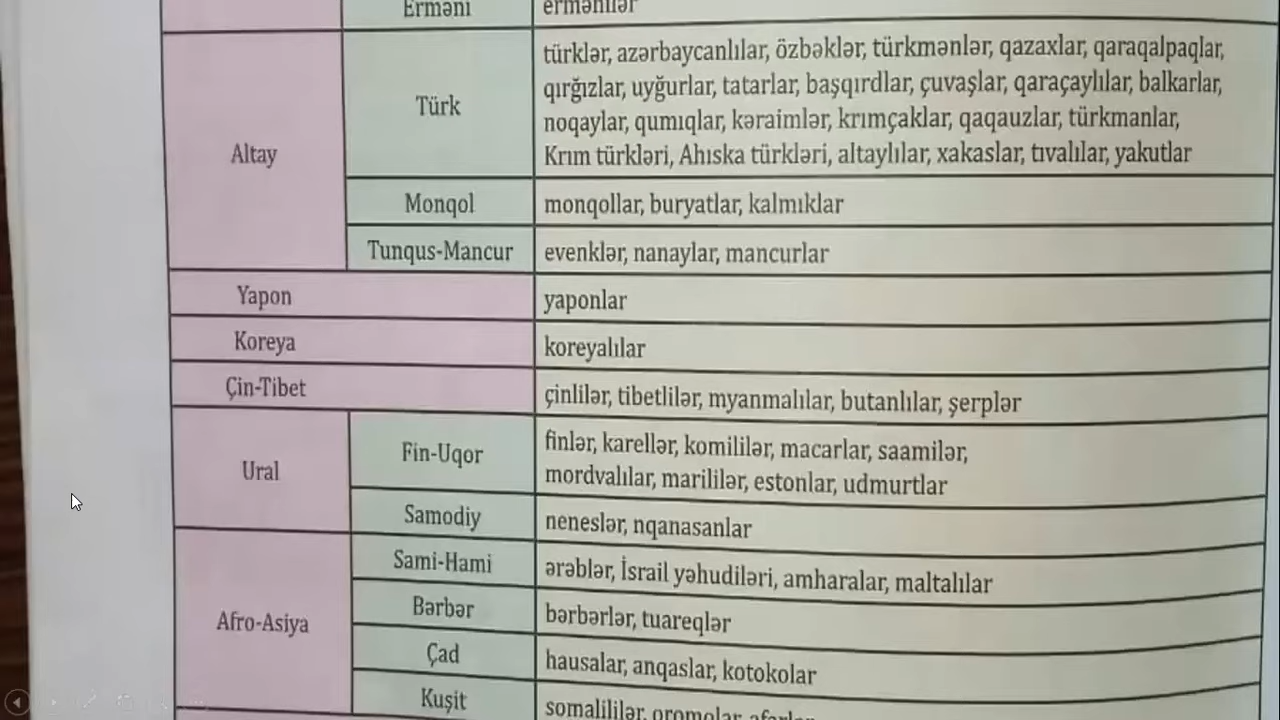 Erməni
ermənilər
Altay
Türk
türklər, azərbaycanlılar, özbəklər, türkmənlər, qazaxlar, qaraqalpaqlar,
qırğızlar, uyğurlar, tatarlar, başqırdlar, çuvaşlar, qaraçaylılar, balkarlar,
noqaylar, qumıqlar, kəraimlər, krımçaklar, qaqauzlar, türkmanlar,
Krım türkləri, Ahıska türkləri, altaylılar, xakaslar, tıvalılar, yakutlar
Monqol
monqollar, buryatlar, kalmıklar
Tunqus-Mancur
evenklər, nanaylar, mancurlar
Yapon
yaponlar
Koreya
koreyalılar
Çin-Tibet
çinlilər, tibetlilər, myanmalılar, butanlılar, şerplər
Ural
Fin-Uqor
finlər, karellər, komililər, macarlar, saamilər,
mordvalılar, marililər, estonlar, udmurtlar
Samodiy
neneslər, nqanasanlar
Afro-Asiya
Sami-Hami
ərəblər, İsrail yəhudiləri, amharalar, maltalılar
Bərbər
bərbərlər, tuareqlər
Çad
hausalar, anqaslar, kotokolar
Kuşit
somalililər, oromolar, afarlar